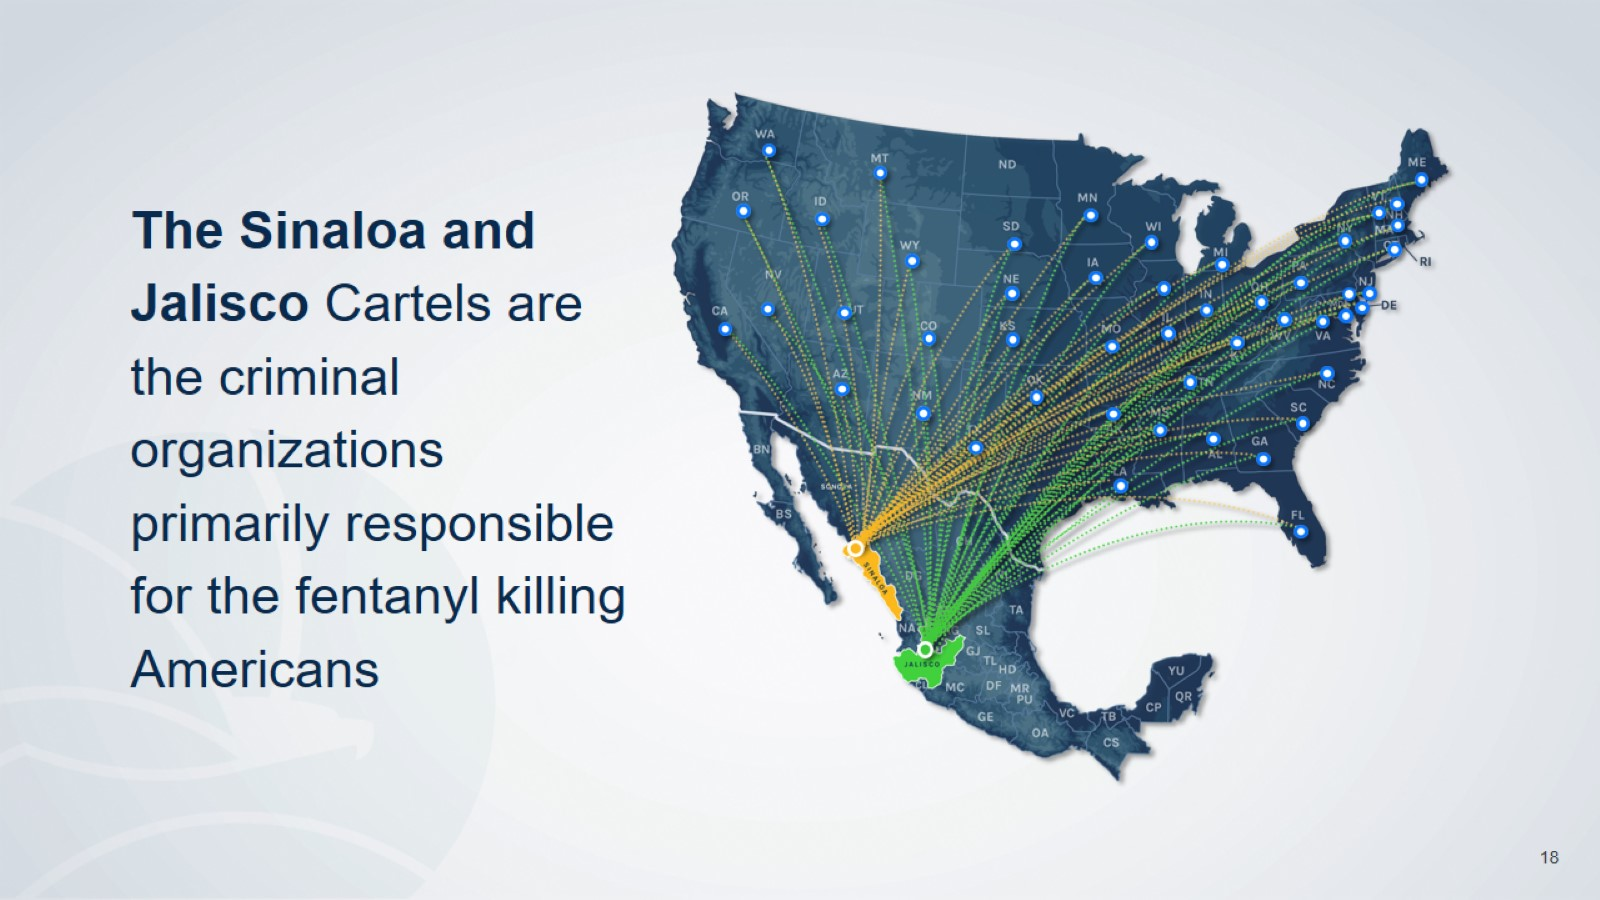 The Sinaloa and
Jalisco Cartels are
the criminal
organizations
primarily responsible
for the fentanyl killing
Americans
WA
MT
ND
ME
OR
ID
MN
SD
WI
WY
MI
RI
IA
NV
NE
NJ
DE
CA
UT
CO
KS
MO
VA
AZ
NM
NC
SC
GA
AL
BN
SONORA
BS
FL
SINALOA
TA
NA
SL
JALISCO
GJ
TL
HD
MC
DF
MR
PU
GE
OA
VC
TB
CS
CP
YU
QR
18